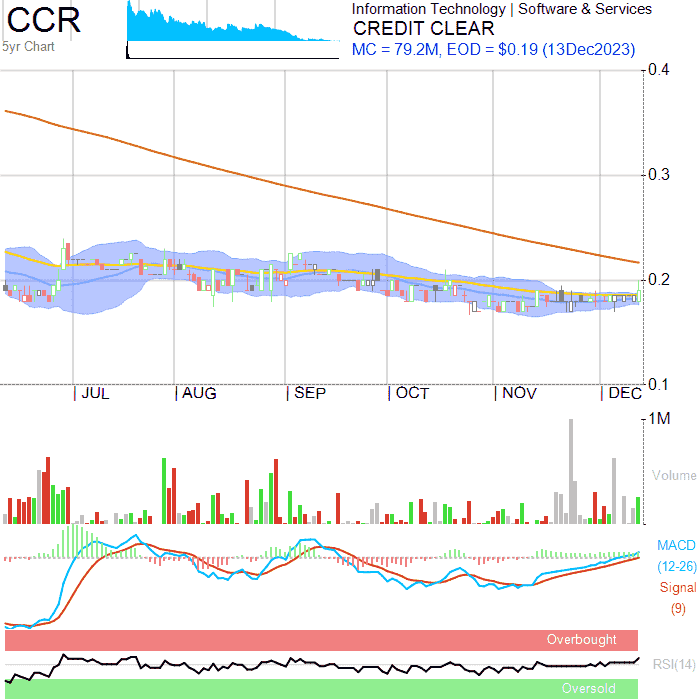 CCR
5yr Chart
Information Technology | Software & Services
CREDIT CLEAR
MC = 79.2M, EOD = $0.19 (13Dec2023)
0.4
0.3
0.2
0.1
JUL
AUG
SEP
OCT
NOV
DEC
1M
Volume
MACD
(12-26)
Signal
(9)
Overbought
RSI(14)
Oversold